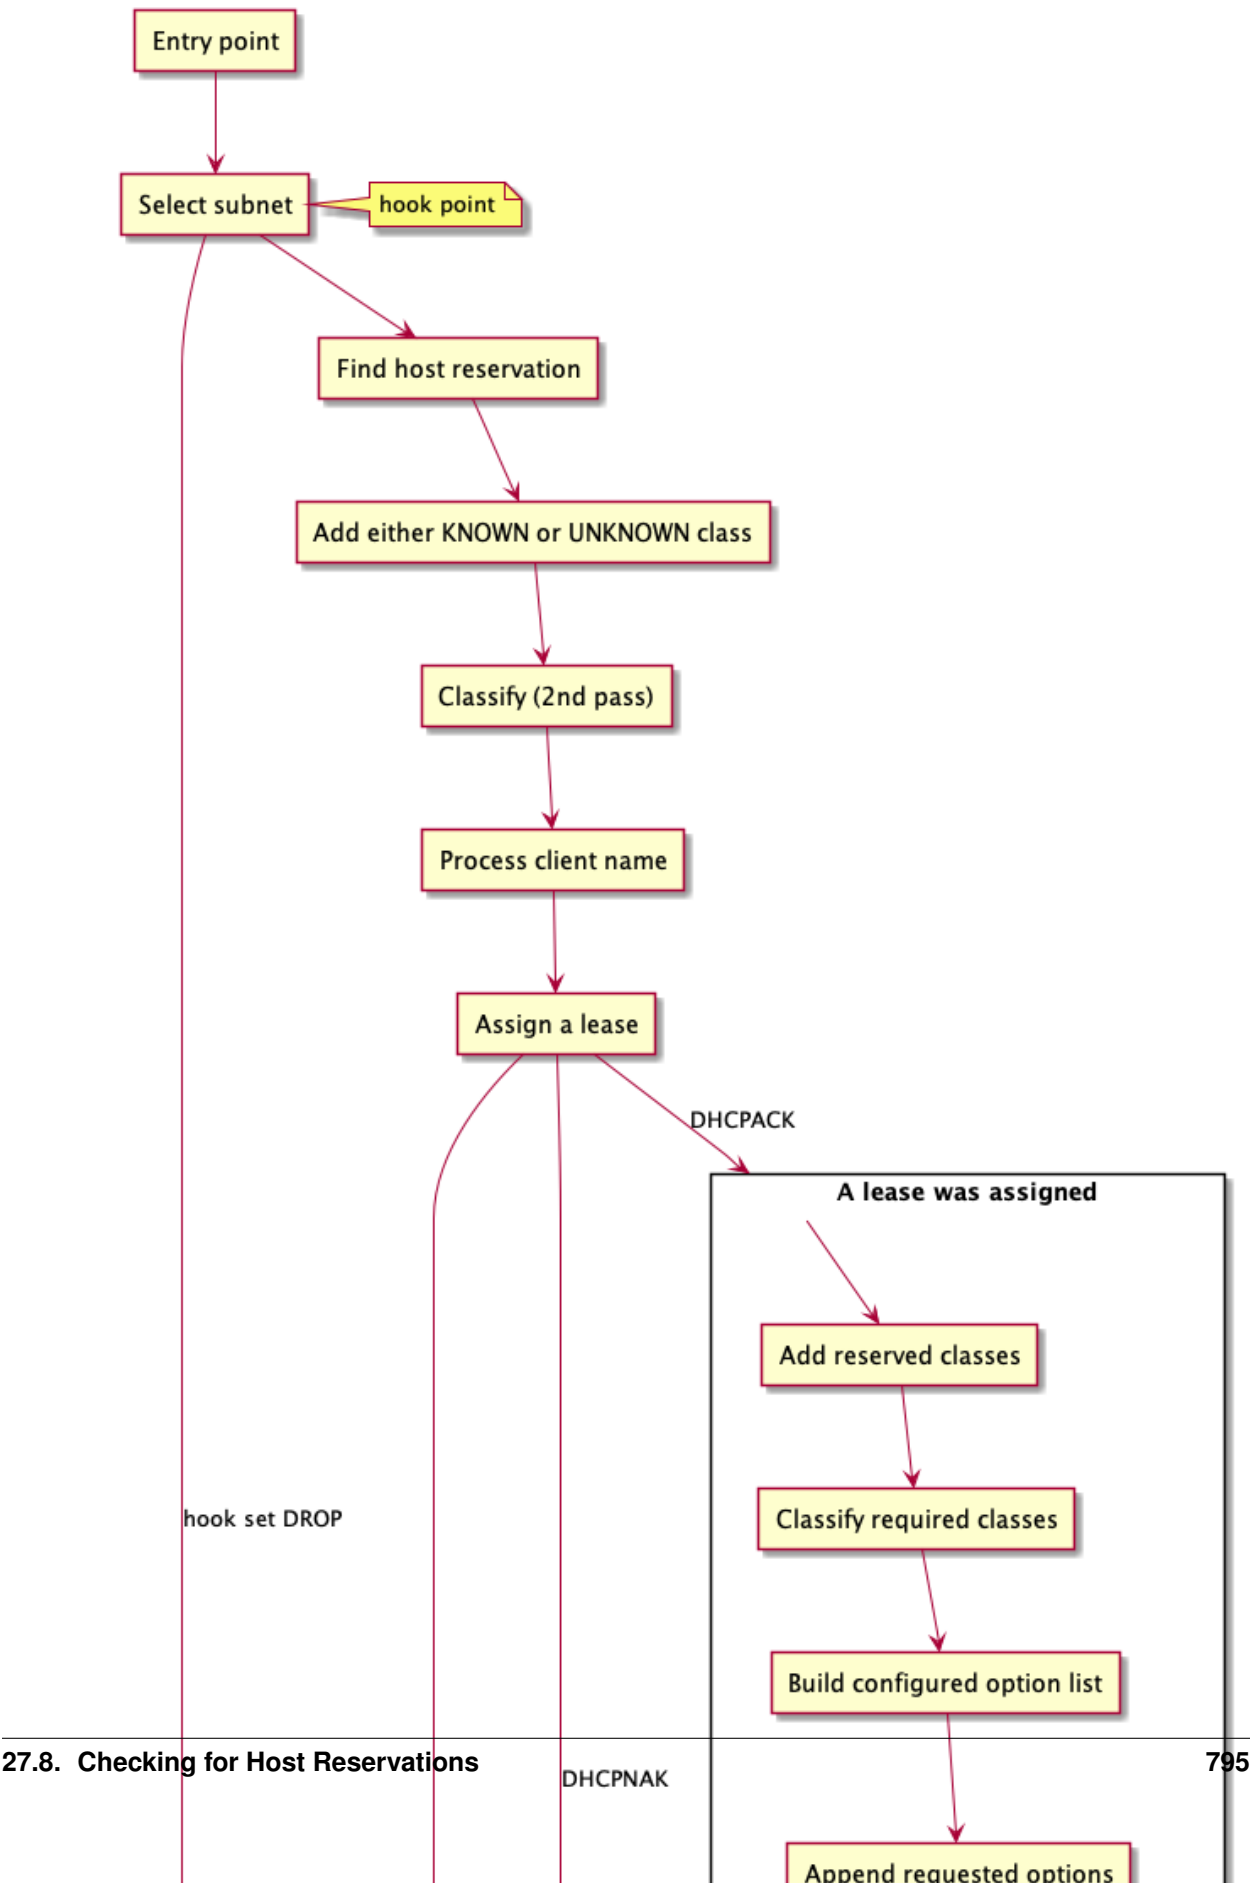 Entry point
Select subnet
hook point
Find host reservation
Add either KNOWN or UNKNOWN class
Classify (2nd pass)
Process client name
Assign a lease
DHCPACK
A lease was assigned
Add reserved classes
Classify required classes
hook set DROP
Build configured option list
27.8. Checking for Host Reservations
795
DHCPNAK
Append requested options